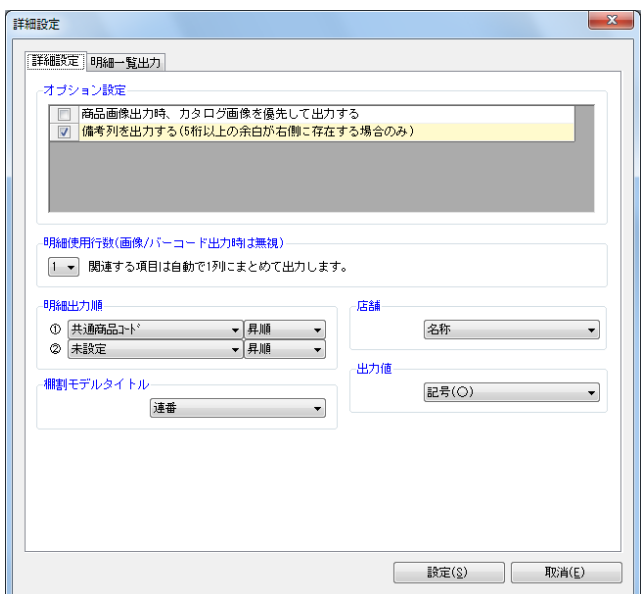 詳細設定
詳細設定 明細一覧出力
オプション設定
商品画像出力時、カタログ画像を優先して出力する
備考列を出力する(5桁以上の余白が右側に存在する場合のみ)
明細使用行数(画像/バーコード出力時は無視)
1 関連する項目は自動で1列にまとめて出力します。
明細出力順
① 共通商品ｺｰﾄﾞ 昇順
② 未設定 昇順
店舗
名称
棚割モデルタイトル
連番
出力値
記号(○)
設定(S) 取消(E)